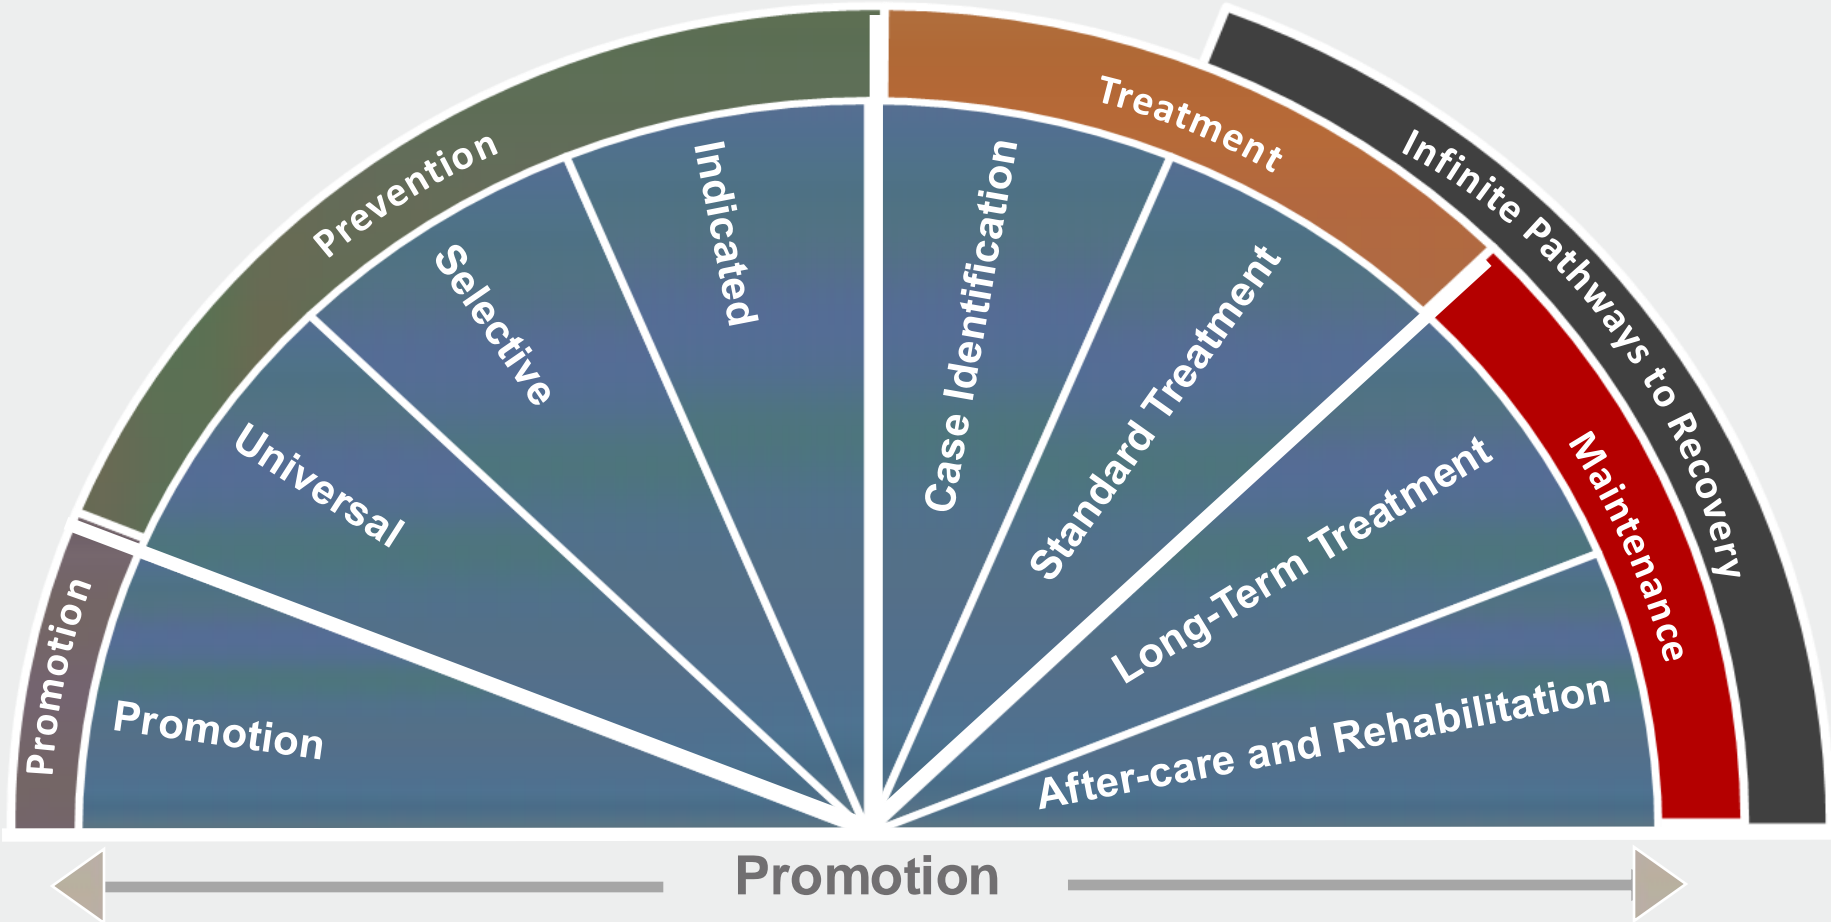 Promotion
Prevention
Treatment
Infinite Pathways to Recovery
Maintenance
Promotion
Universal
Selective
Indicated
Case Identification
Standard Treatment
Long-Term Treatment
After-care and Rehabilitation
Promotion